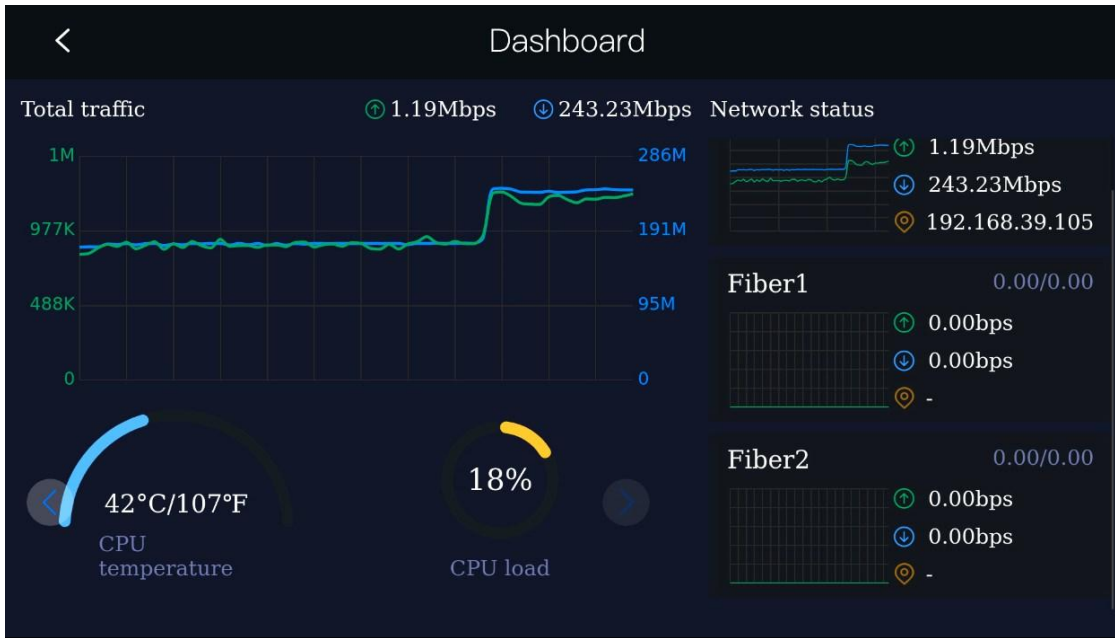 Dashboard
Total traffic
1.19Mbps
243.23Mbps
1M
977K
488K
0
286M
191M
95M
0
42°C/107°F
CPU
temperature
18%
CPU load
Network status
1.19Mbps
243.23Mbps
192.168.39.105
Fiber1
0.00/0.00
0.00bps
0.00bps
-
Fiber2
0.00/0.00
0.00bps
0.00bps
-